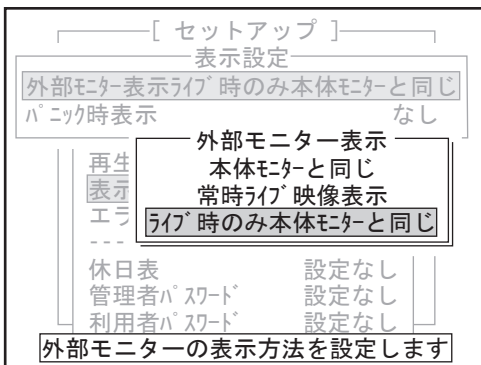 [ セットアップ ]
表示設定
外部ﾓﾆﾀｰ表示ﾗｲﾌﾞ時のみ本体ﾓﾆﾀｰと同じ
ﾊﾟﾆｯｸ時表示 なし
外部モニター表示
本体ﾓﾆﾀｰと同じ
常時ﾗｲﾌﾞ映像表示
ﾗｲﾌﾞ時のみ本体ﾓﾆﾀｰと同じ
再生
表示
エラ
---
休日表 設定なし
管理者ﾊﾟｽﾜｰﾄﾞ 設定なし
利用者ﾊﾟｽﾜｰﾄﾞ 設定なし
外部モニターの表示方法を設定します